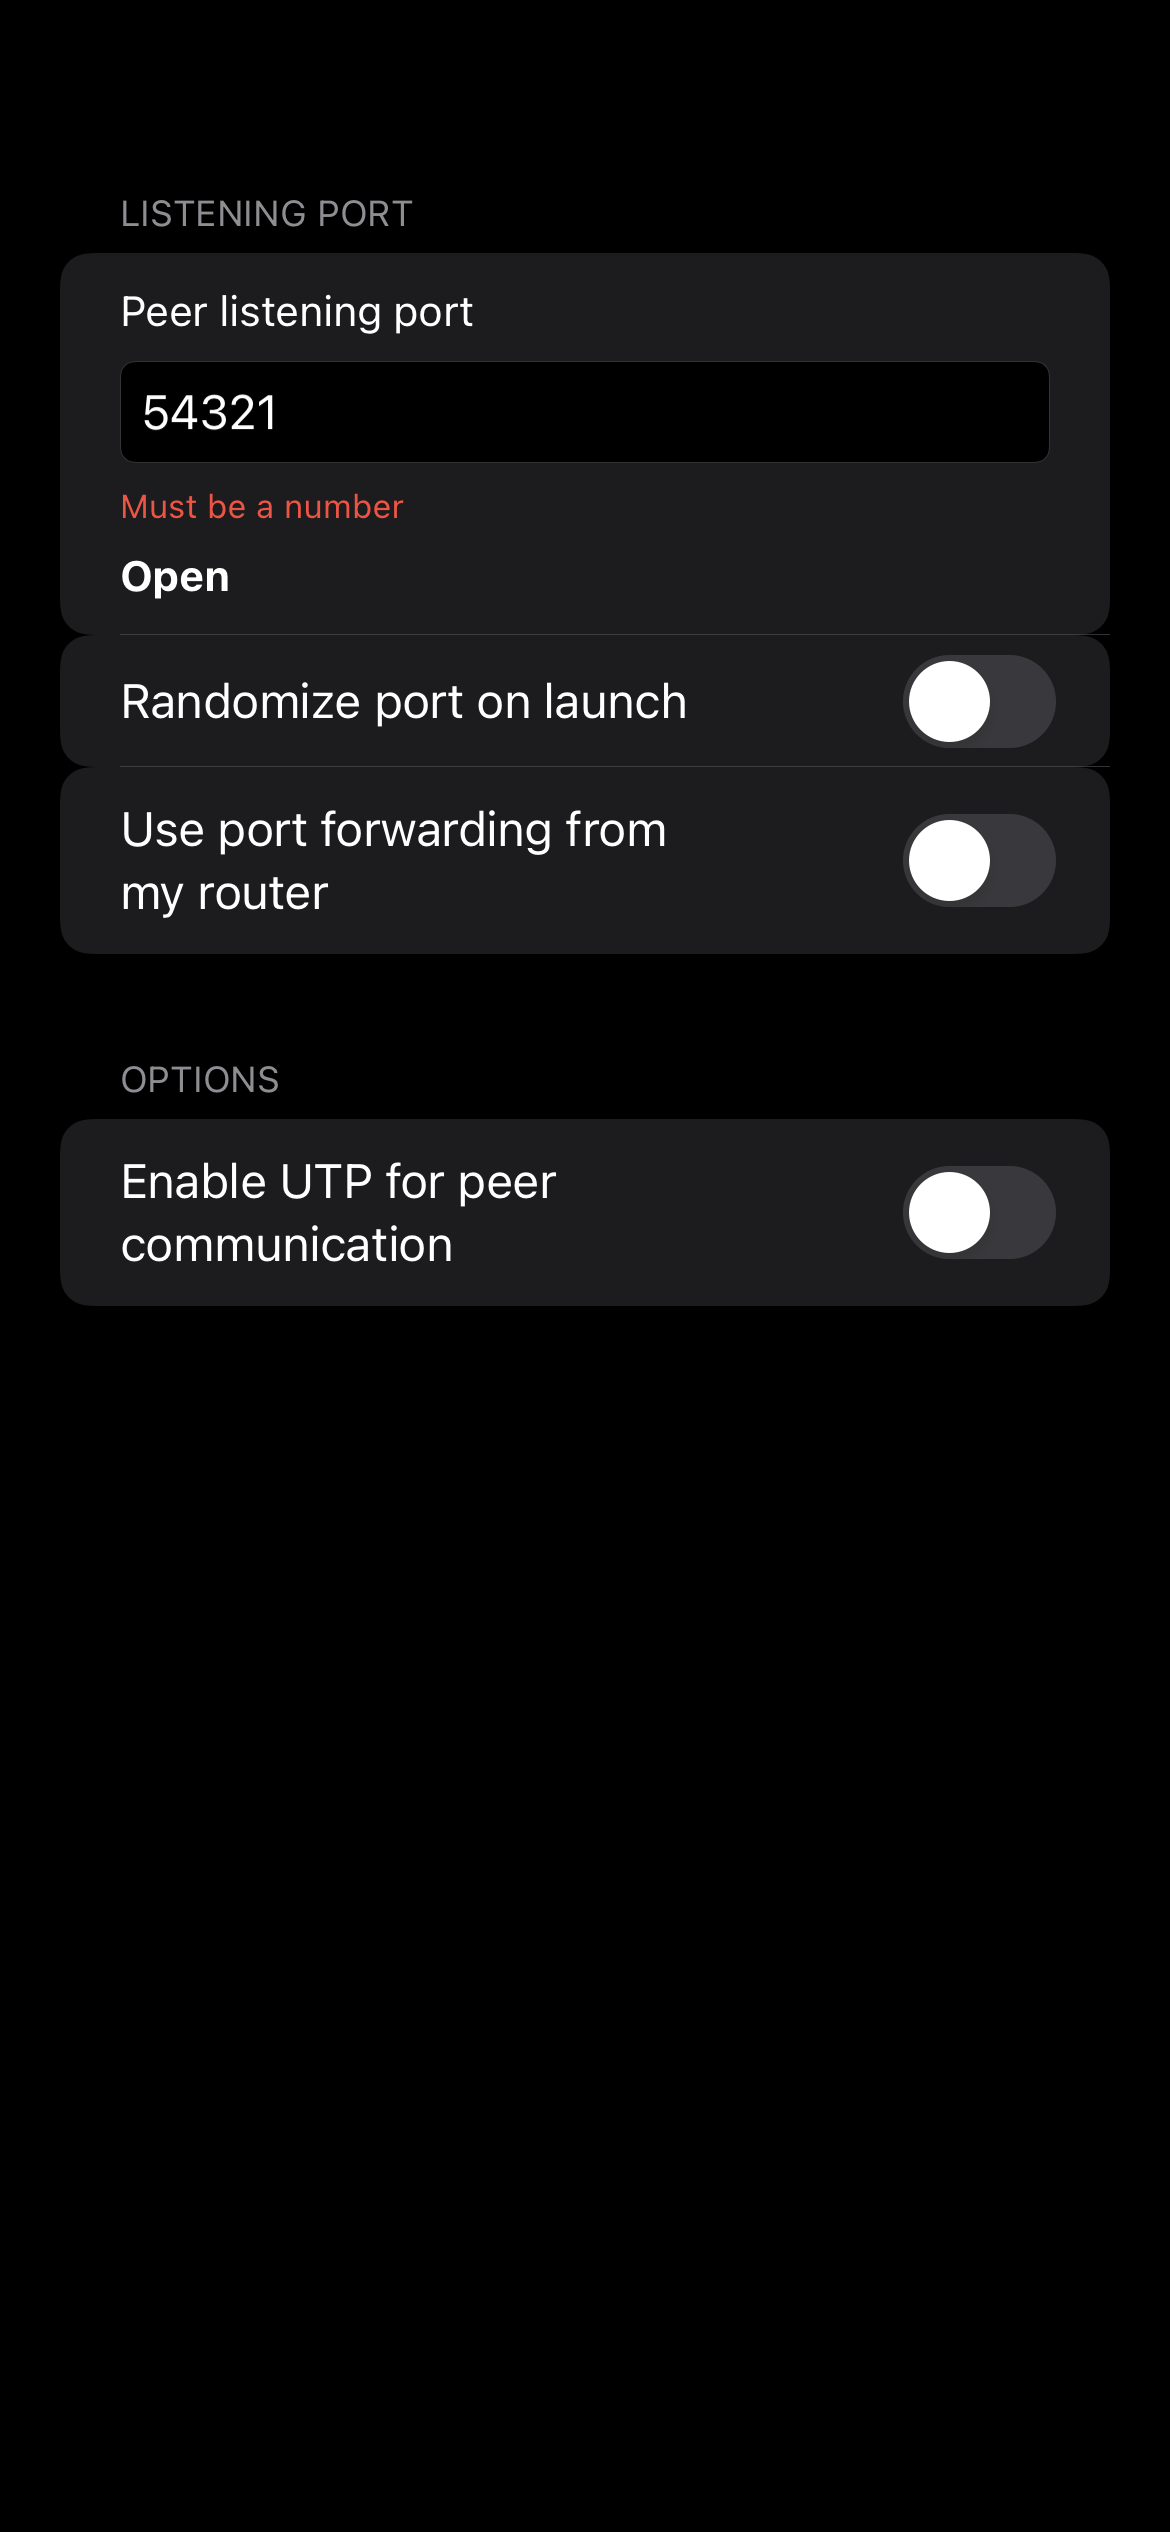 LISTENING PORT
Peer listening port
54321
Must be a number
Open
Randomize port on launch
Use port forwarding from
my router
OPTIONS
Enable UTP for peer
communication